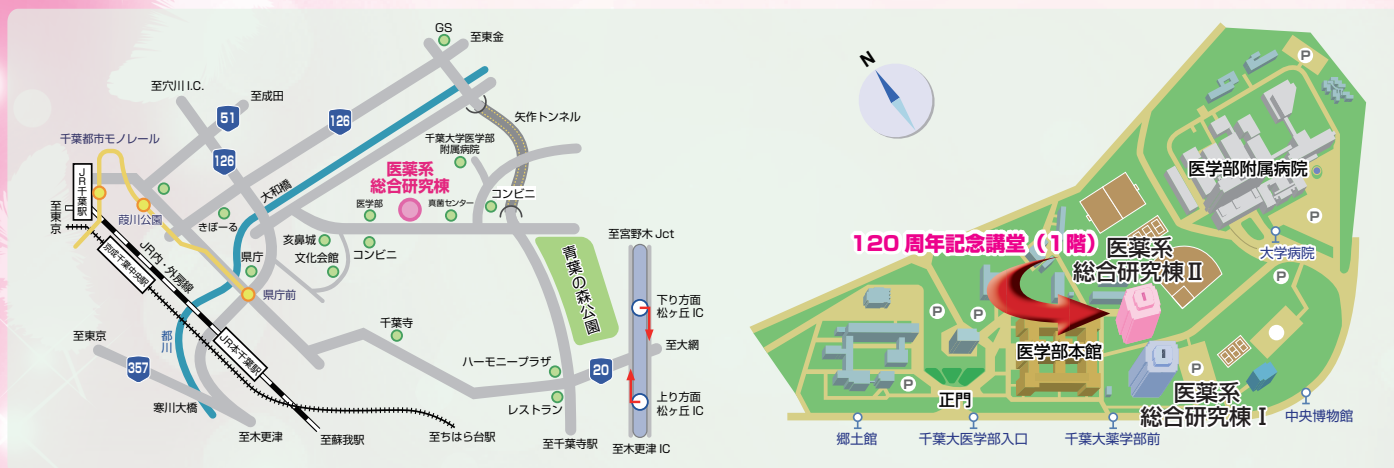 GS
至東金
至穴川 I.C.
至成田
51
126
126
矢作トンネル
千葉都市モノレール
千葉大学医学部
附属病院
医薬系
総合研究棟
大和橋
コンビニ
JR千葉駅
至東京
医学部
真菌センター
葭川公園
きぼーる
亥鼻城
文化会館
コンビニ
県庁
JR内・外房線
京成千葉中央駅
県庁前
青葉の森公園
至宮野木 Jct
下り方面
松ヶ丘 IC
至東京
都川
千葉寺
至大網
JR本千葉駅
ハーモニープラザ
20
357
レストラン
上り方面
松ヶ丘 IC
寒川大橋
至木更津
至蘇我駅
至ちはら台駅
至千葉寺駅
至木更津 IC
N
P
医学部附属病院
P
大学病院
120 周年記念講堂（1階）
医薬系
総合研究棟Ⅱ
Ⅱ
P
P
P
医学部本館
Ⅰ
P
P
正門
医薬系
総合研究棟Ⅰ
郷土館
千葉大医学部入口
千葉大薬学部前
中央博物館